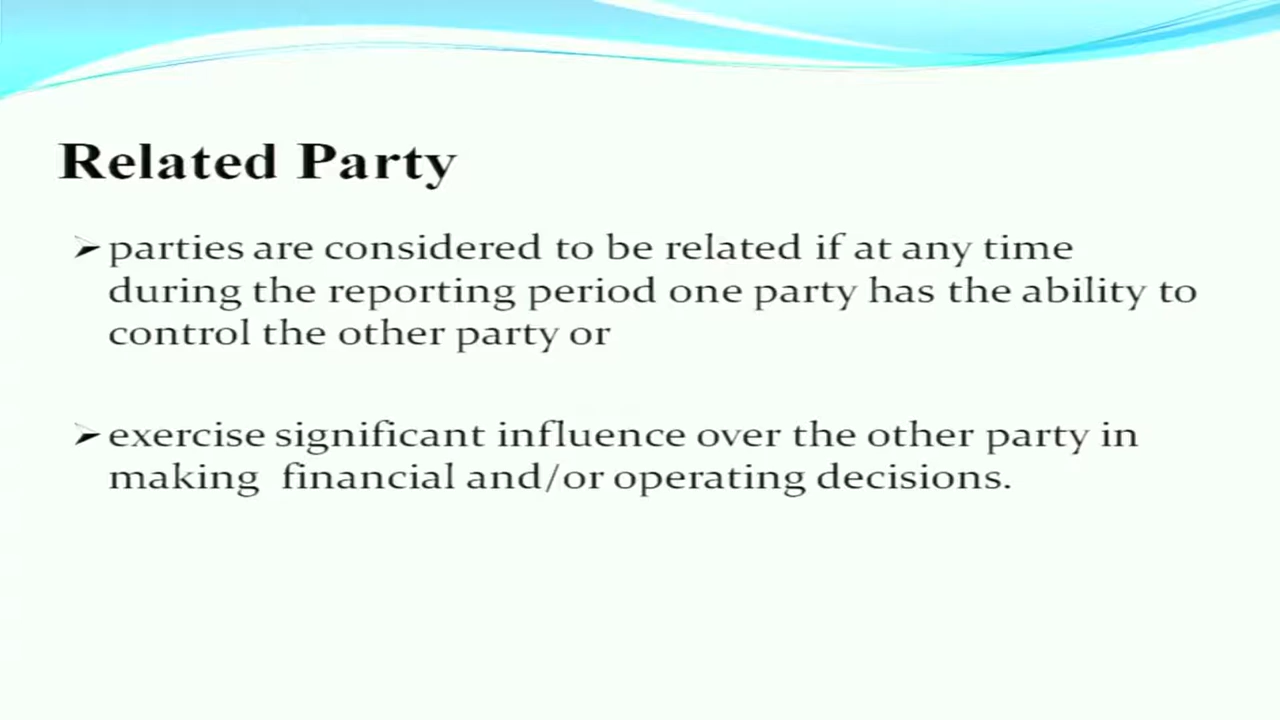 Related Party
➢parties are considered to be related if at any time
during the reporting period one party has the ability to
control the other party or
➢exercise significant influence over the other party in
making  financial and/or operating decisions.